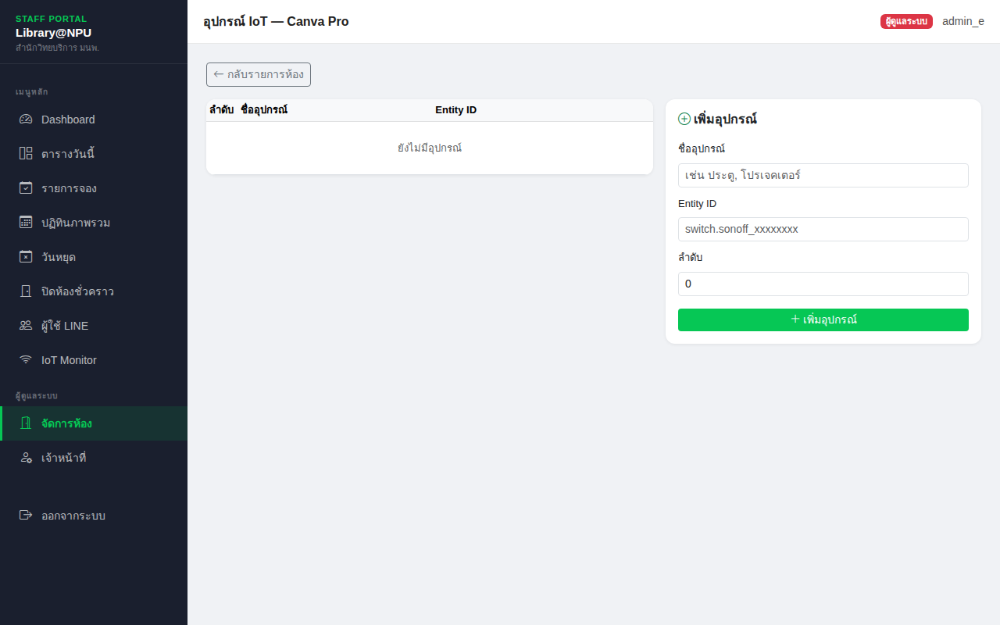 STAFF PORTAL
Library@NPU
สำนักวิทยบริการ มนพ.
เมนูหลัก
Dashboard
ตารางวันนี้
รายการจอง
ปฏิทินภาพรวม
วันหยุด
ปิดห้องชั่วคราว
ผู้ใช้ LINE
IoT Monitor
ผู้ดูแลระบบ
จัดการห้อง
เจ้าหน้าที่
ออกจากระบบ
อุปกรณ์ IoT — Canva Pro
ผู้ดูแลระบบ admin_e
← กลับรายการห้อง
ลำดับ ชื่ออุปกรณ์ Entity ID
ยังไม่มีอุปกรณ์
เพิ่มอุปกรณ์
ชื่ออุปกรณ์
เช่น ประตู, โปรเจคเตอร์
Entity ID
switch.sonoff_xxxxxxxx
ลำดับ
0
+ เพิ่มอุปกรณ์